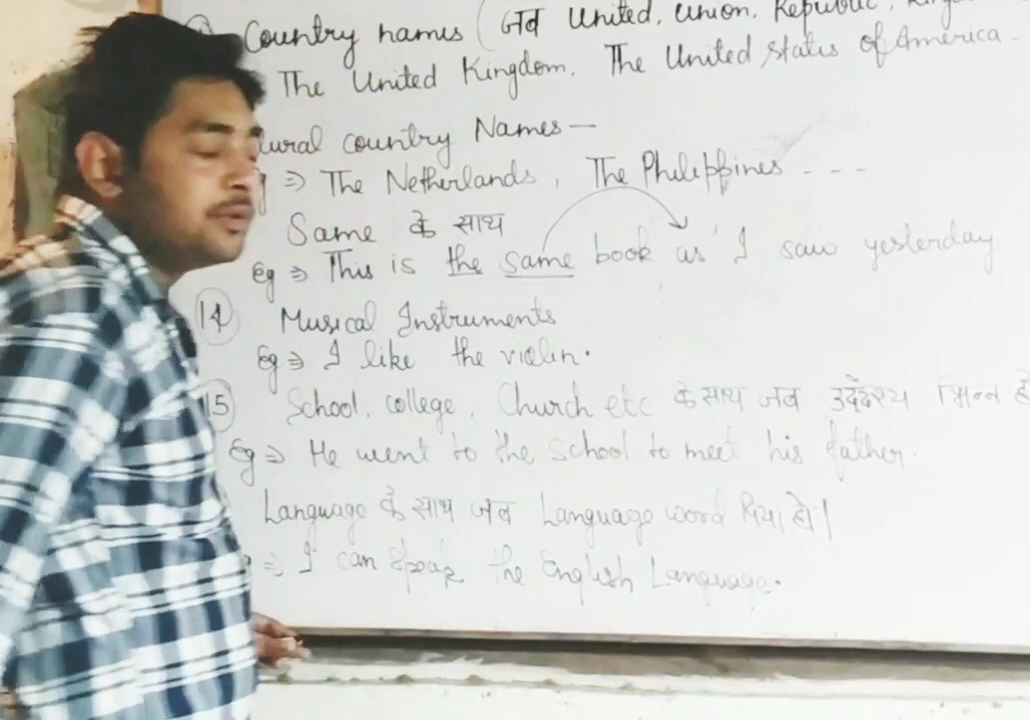 Country names (जब United, Union, Republic,
The United Kingdom, The United States of America -
ural country Names —
⇒ The Netherlands, The Philippines - - -
Same के साथ
Eg ⇒ This is the same book as I saw yesterday
14 Musical Instruments
Eg ⇒ I like the violin.
15 School, college, Church etc के साथ जब उद्देश्य भिन्न हो
Eg ⇒ He went to the School to meet his father.
Language के साथ जब Language word दिया हो।
⇒ I can speak the English Language.